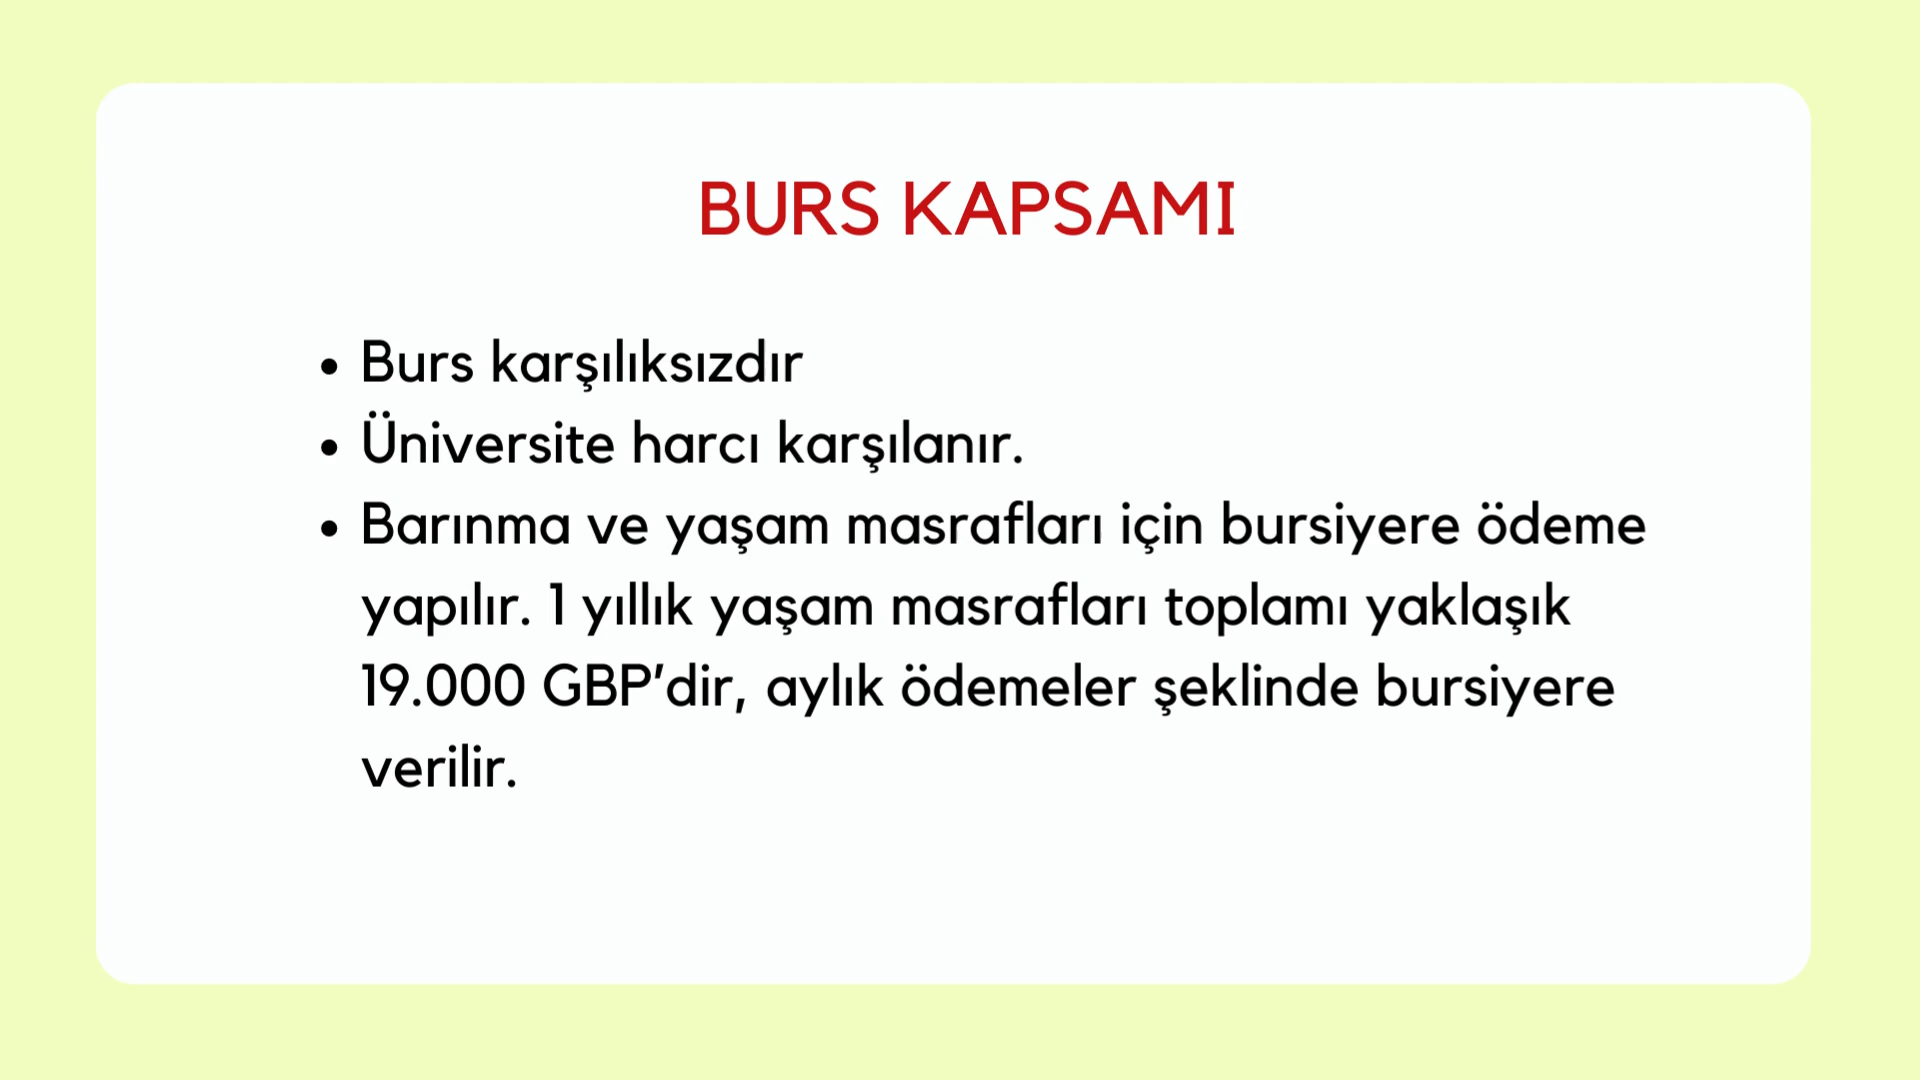 BURS KAPSAMI
• Burs karşılıksızdır
• Üniversite harcı karşılanır.
• Barınma ve yaşam masrafları için bursiyere ödeme
yapılır. 1 yıllık yaşam masrafları toplamı yaklaşık
19.000 GBP’dir, aylık ödemeler şeklinde bursiyere
verilir.